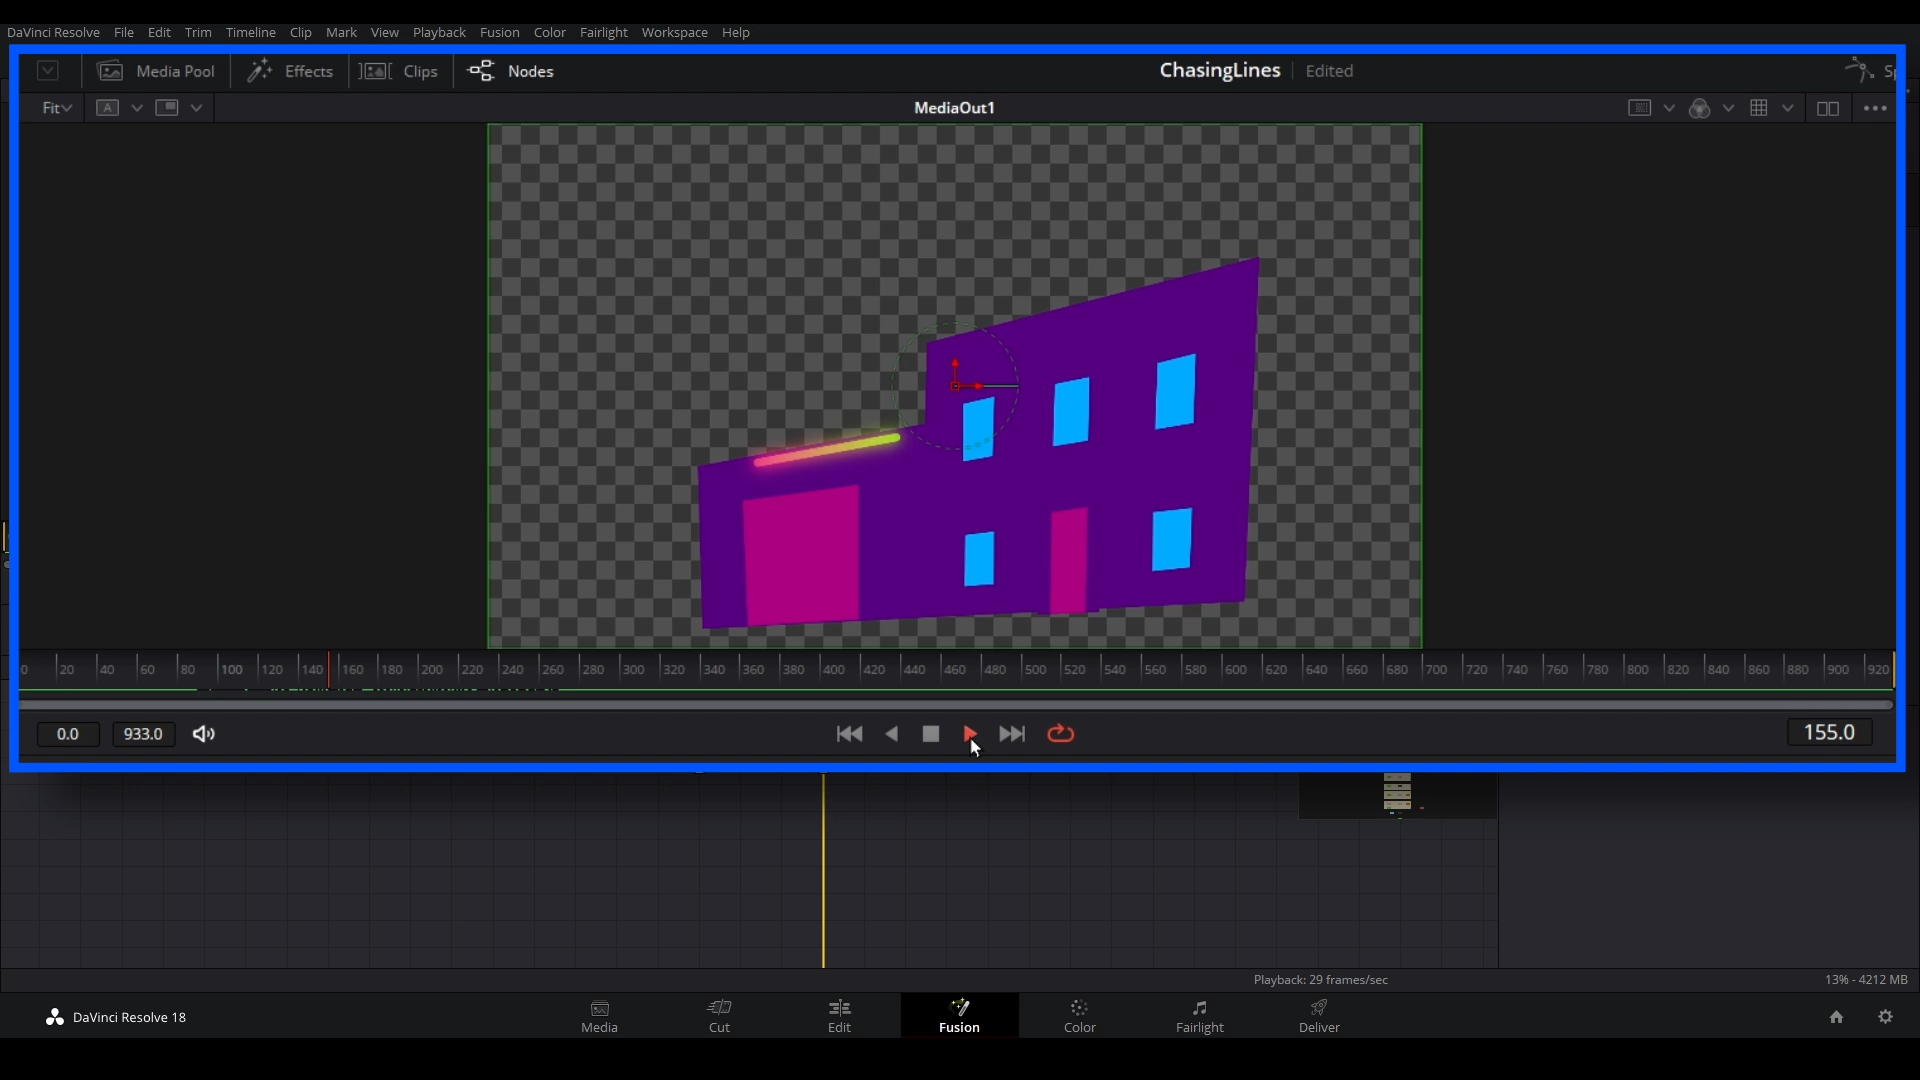 DaVinci Resolve File Edit Trim Timeline Clip Mark View Playback Fusion Color Fairlight Workspace Help
Media Pool Effects Clips Nodes ChasingLines Edited
Fit A MediaOut1
0 20 40 60 80 100 120 140 160 180 200 220 240 260 280 300 320 340 360 380 400 420 440 460 480 500 520 540 560 580 600 620 640 660 680 700 720 740 760 780 800 820 840 860 880 900 920
0.0 933.0 155.0
Playback: 29 frames/sec 13% - 4212 MB
DaVinci Resolve 18 Media Cut Edit Fusion Color Fairlight Deliver